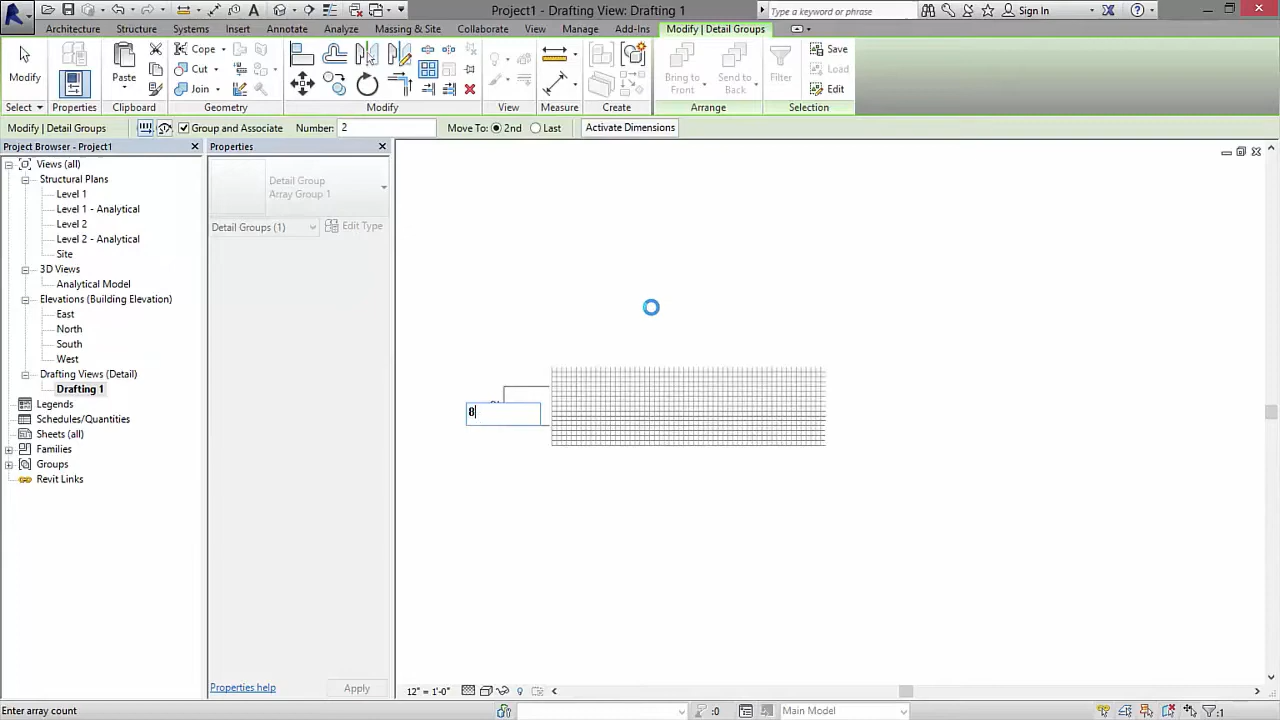 Project1 - Drafting View: Drafting 1
Type a keyword or phrase
Sign In
Architecture
Structure
Systems
Insert
Annotate
Analyze
Massing & Site
Collaborate
View
Manage
Add-Ins
Modify | Detail Groups
Modify
Paste
Cope
Cut
Join
Bring to Front
Send to Back
Filter
Save
Load
Edit
Select
Properties
Clipboard
Geometry
Modify
View
Measure
Create
Arrange
Selection
Modify | Detail Groups
Group and Associate
Number: 2
Move To:
2nd
Last
Activate Dimensions
Project Browser - Project1
Views (all)
Structural Plans
Level 1
Level 1 - Analytical
Level 2
Level 2 - Analytical
Site
3D Views
Analytical Model
Elevations (Building Elevation)
East
North
South
West
Drafting Views (Detail)
Drafting 1
Legends
Schedules/Quantities
Sheets (all)
Families
Groups
Revit Links
Properties
Detail Group
Array Group 1
Detail Groups (1)
Edit Type
Properties help
Apply
8
12" = 1'-0"
Enter array count
:0
Main Model
:1